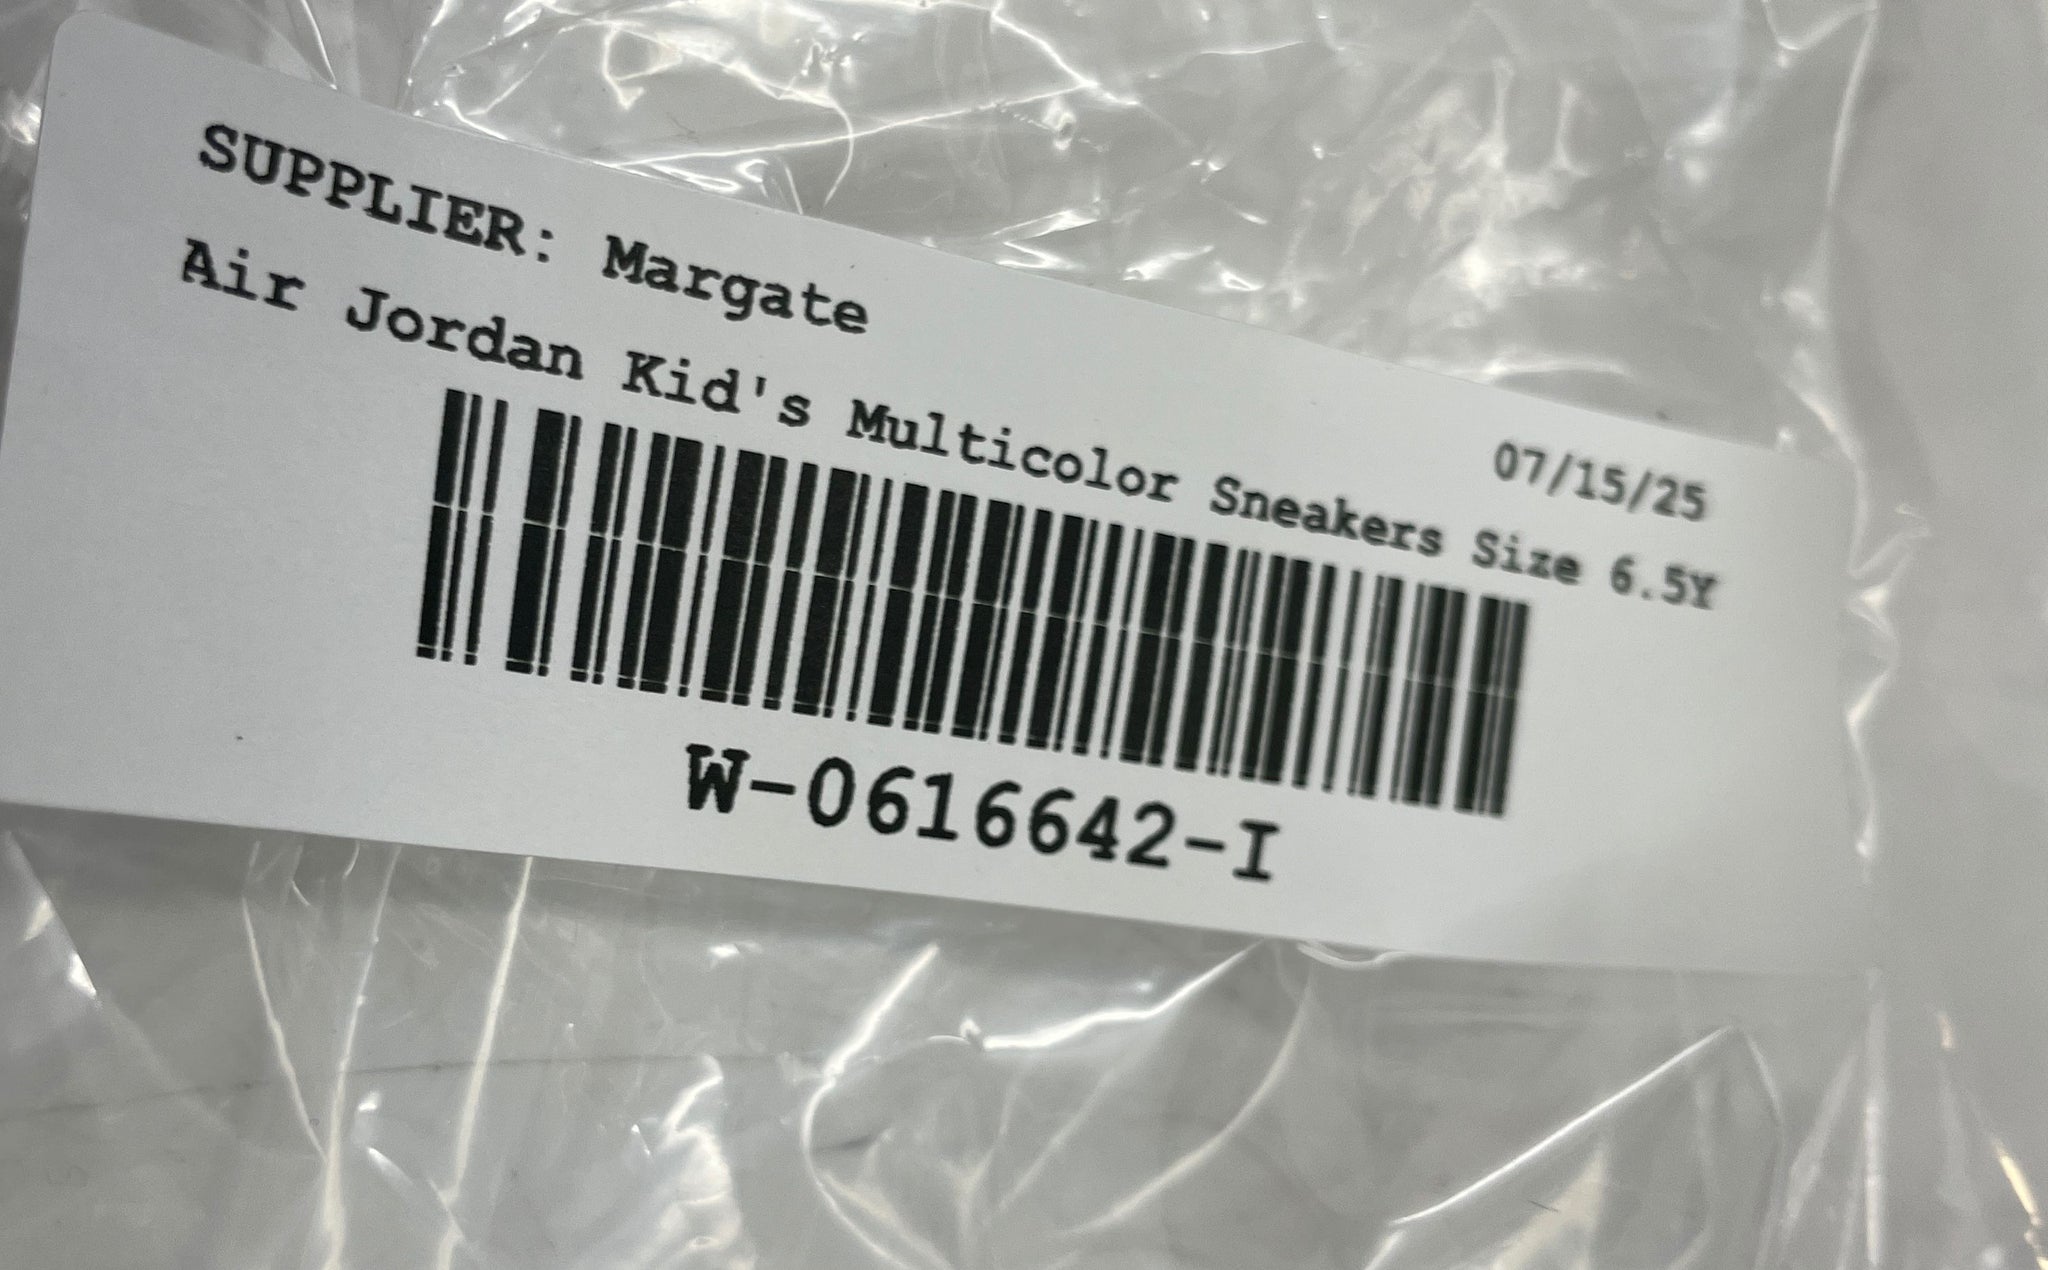 SUPPLIER: Margate
07/15/25
Air Jordan Kid's Multicolor Sneakers Size 6.5Y
W-0616642-I